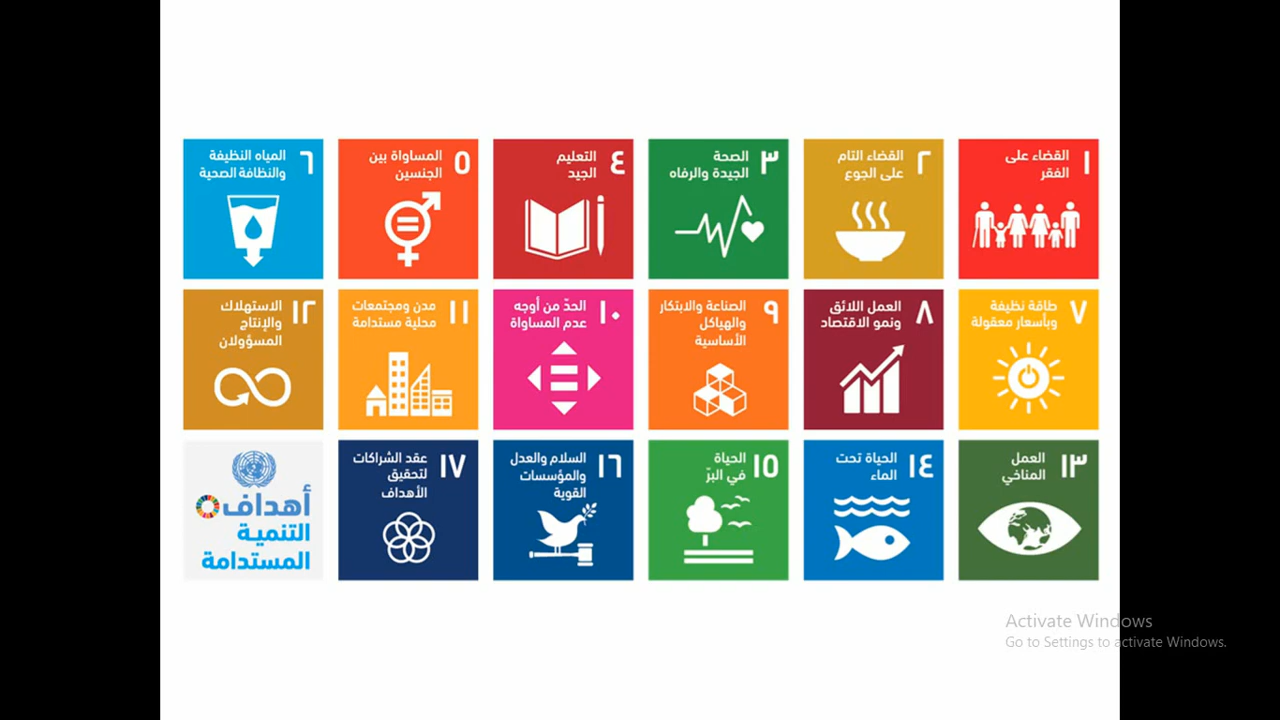 ١
القضاء على
الفقر
٢
القضاء التام
على الجوع
٣
الصحة
الجيدة والرفاه
٤
التعليم
الجيد
٥
المساواة بين
الجنسين
٦
المياه النظيفة
والنظافة الصحية
٧
طاقة نظيفة
وبأسعار معقولة
٨
العمل اللائق
ونمو الاقتصاد
٩
الصناعة والابتكار
والهياكل
الأساسية
١٠
الحدّ من أوجه
عدم المساواة
١١
مدن ومجتمعات
محلية مستدامة
١٢
الاستهلاك
والإنتاج
المسؤولان
١٣
العمل
المناخي
١٤
الحياة تحت
الماء
١٥
الحياة
في البرّ
١٦
السلام والعدل
والمؤسسات
القوية
١٧
عقد الشراكات
لتحقيق
الأهداف
أهداف
التنمية
المستدامة
Activate Windows
Go to Settings to activate Windows.